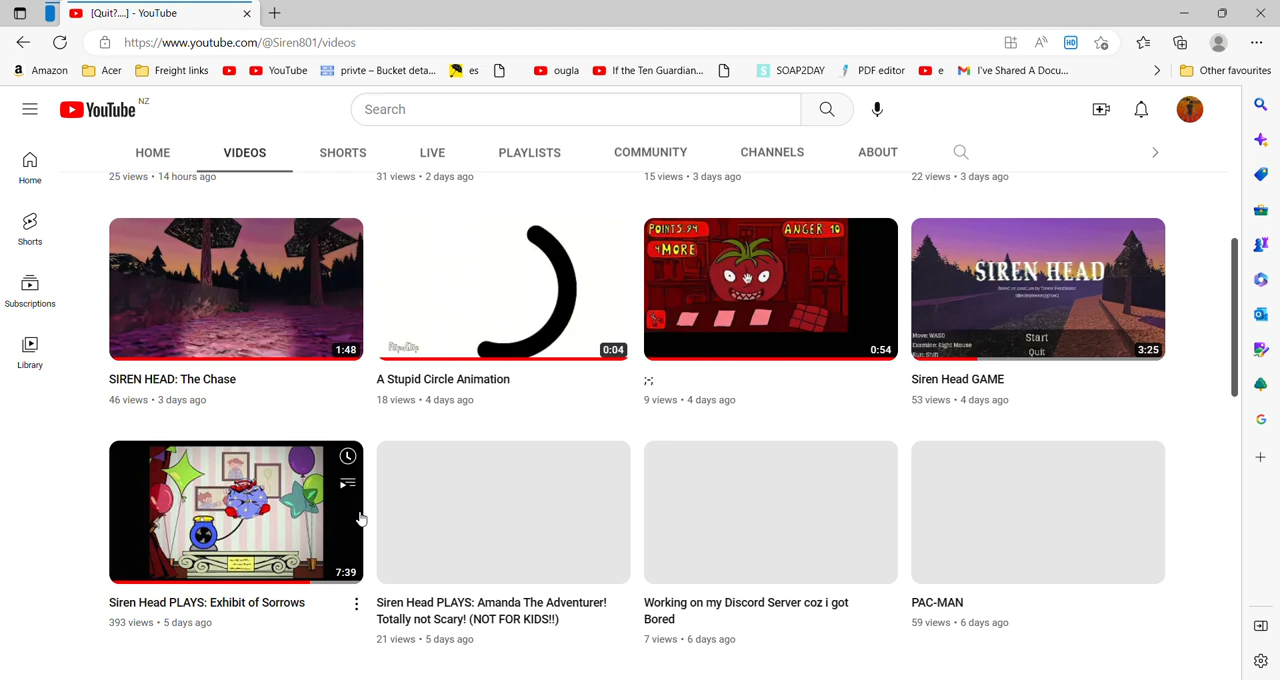 [Quit?....] - YouTube
https://www.youtube.com/@Siren801/videos
HD
Amazon Acer Freight links YouTube privte – Bucket deta... es ougla If the Ten Guardian... SOAP2DAY PDF editor e I've Shared A Docu... Other favourites
YouTube NZ
Search
HOME VIDEOS SHORTS LIVE PLAYLISTS COMMUNITY CHANNELS ABOUT
Home
Shorts
Subscriptions
Library
25 views • 14 hours ago
31 views • 2 days ago
15 views • 3 days ago
22 views • 3 days ago
1:48
SIREN HEAD: The Chase
46 views • 3 days ago
FlipaClip
0:04
A Stupid Circle Animation
18 views • 4 days ago
POINTS 94
ANGER 10
4 MORE
0:54
;-;
9 views • 4 days ago
SIREN HEAD
Start
Quit
Move: WASD
Run: Shift
3:25
Siren Head GAME
53 views • 4 days ago
7:39
Siren Head PLAYS: Exhibit of Sorrows
393 views • 5 days ago
Siren Head PLAYS: Amanda The Adventurer!
Totally not Scary! (NOT FOR KIDS!!)
21 views • 5 days ago
Working on my Discord Server coz i got
Bored
7 views • 6 days ago
PAC-MAN
59 views • 6 days ago